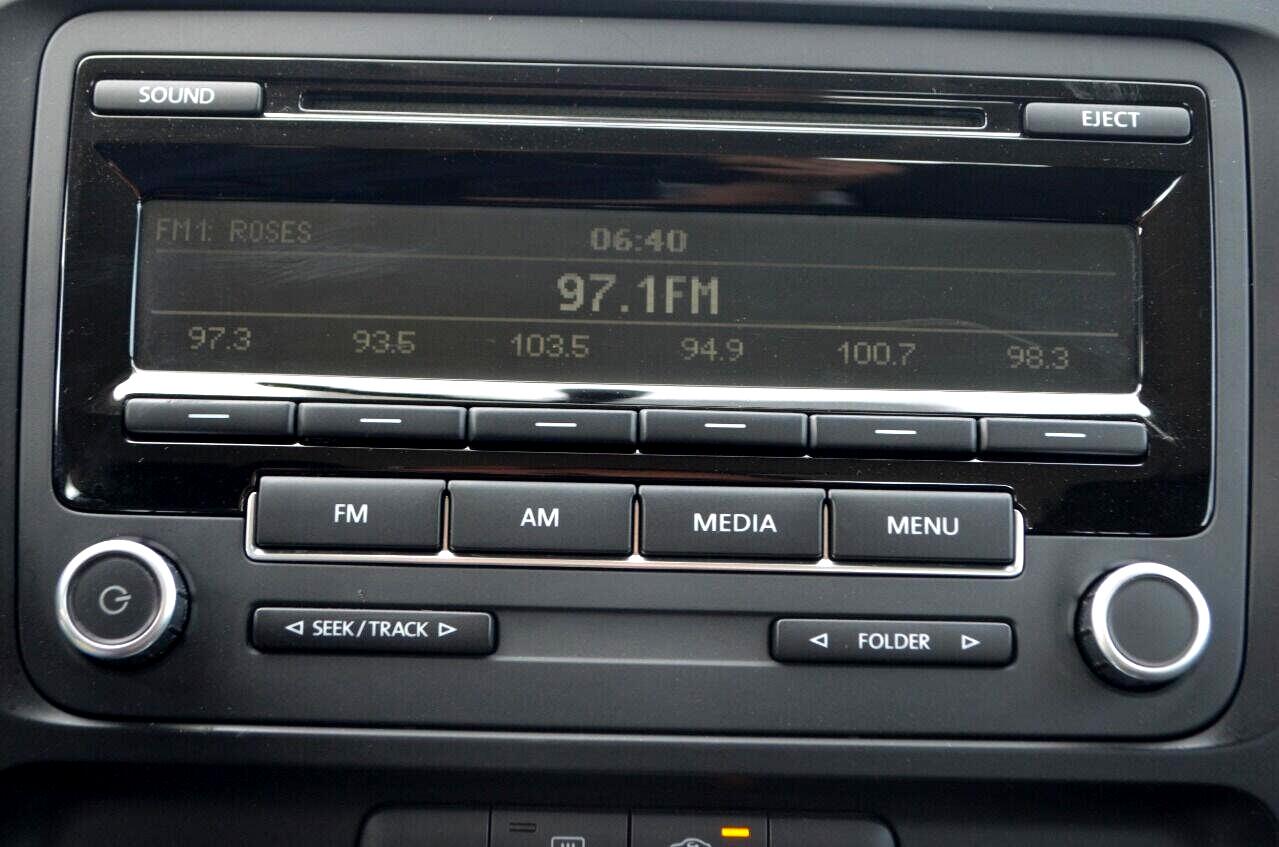 SOUND
EJECT
FM1: ROSES
06:40
97.1FM
97.3 93.5 103.5 94.9 100.7 98.3
FM AM MEDIA MENU
SEEK/TRACK
FOLDER